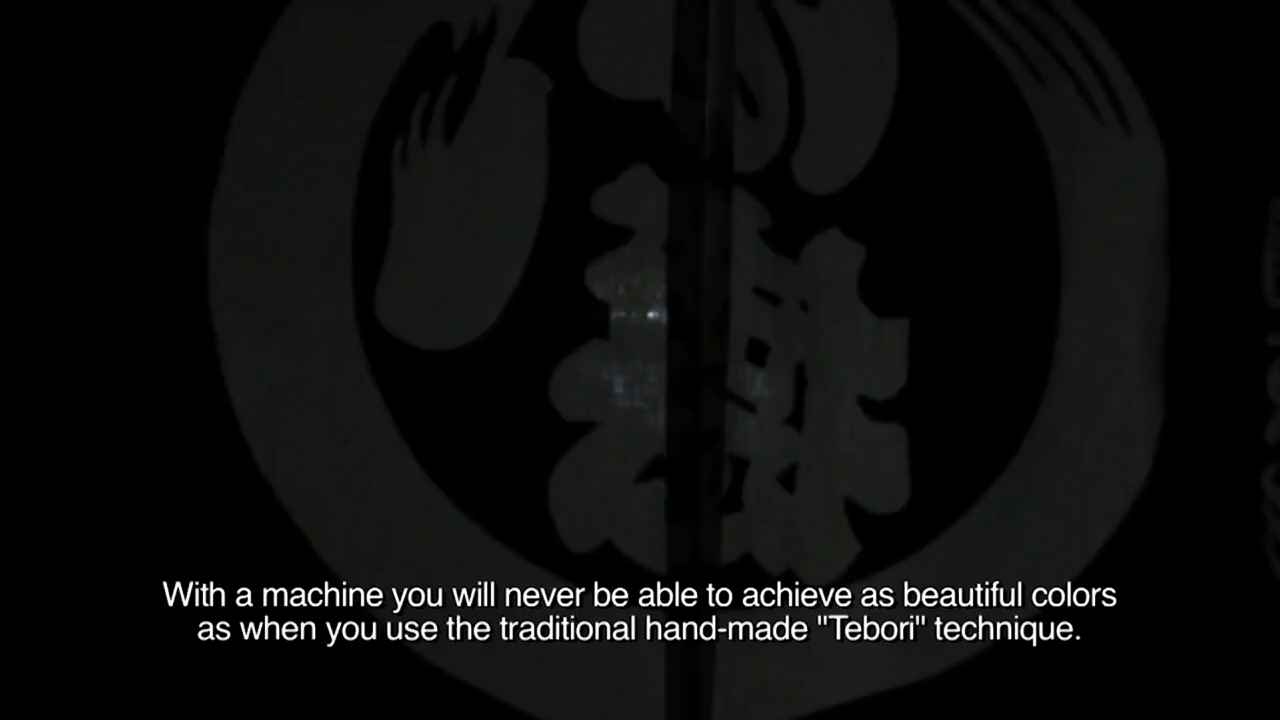 With a machine you will never be able to achieve as beautiful colors
as when you use the traditional hand-made "Tebori" technique.